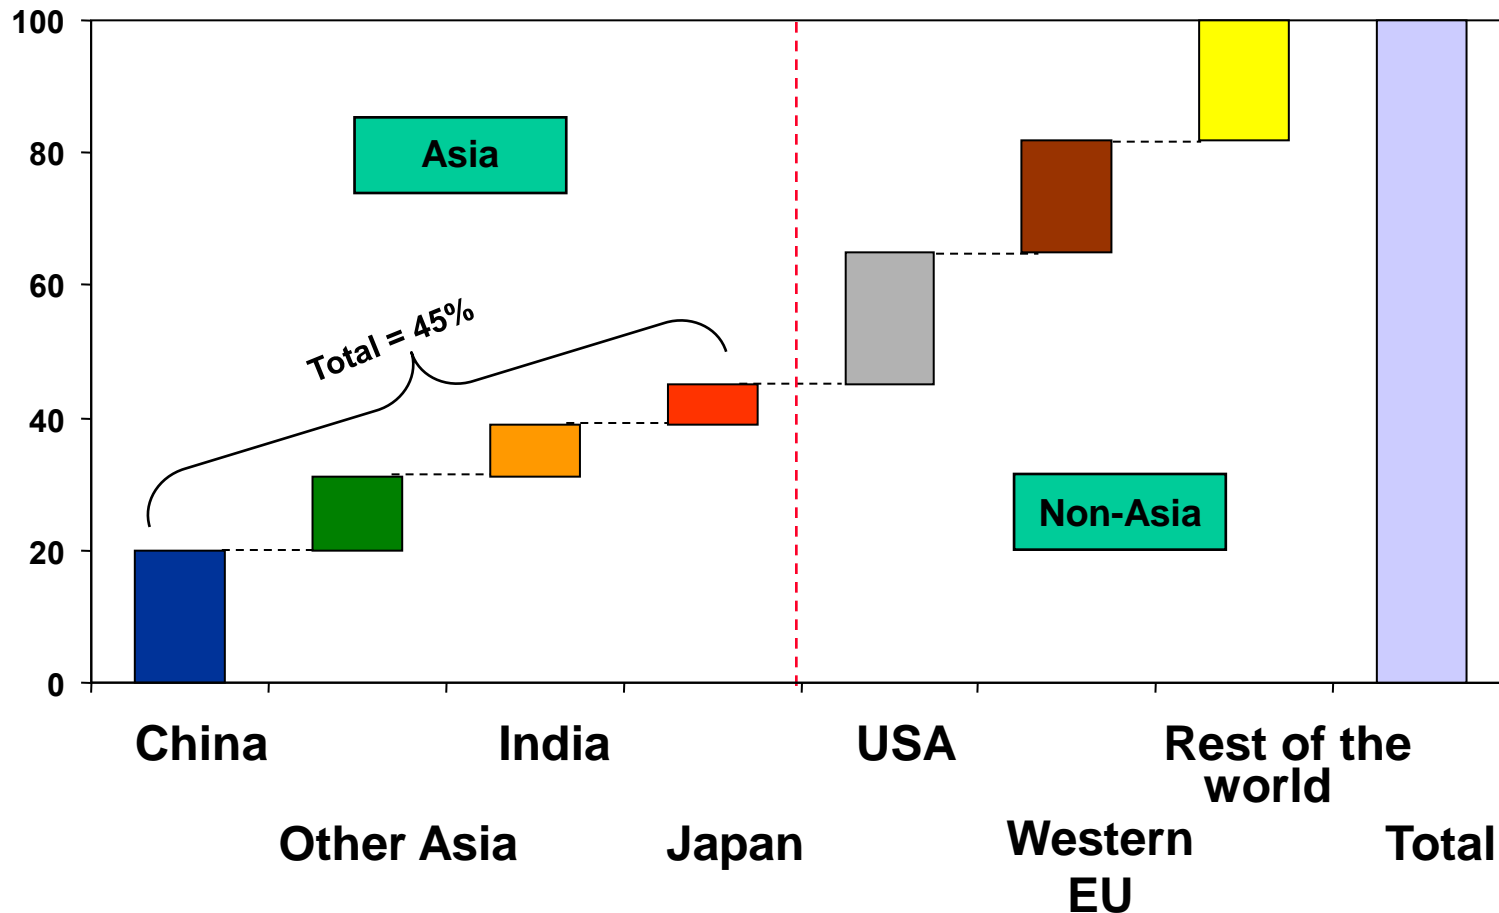 100
80
60
40
20
0
Asia
Total = 45%
Non-Asia
China
Other Asia
India
Japan
USA
Western
EU
Rest of the
world
Total